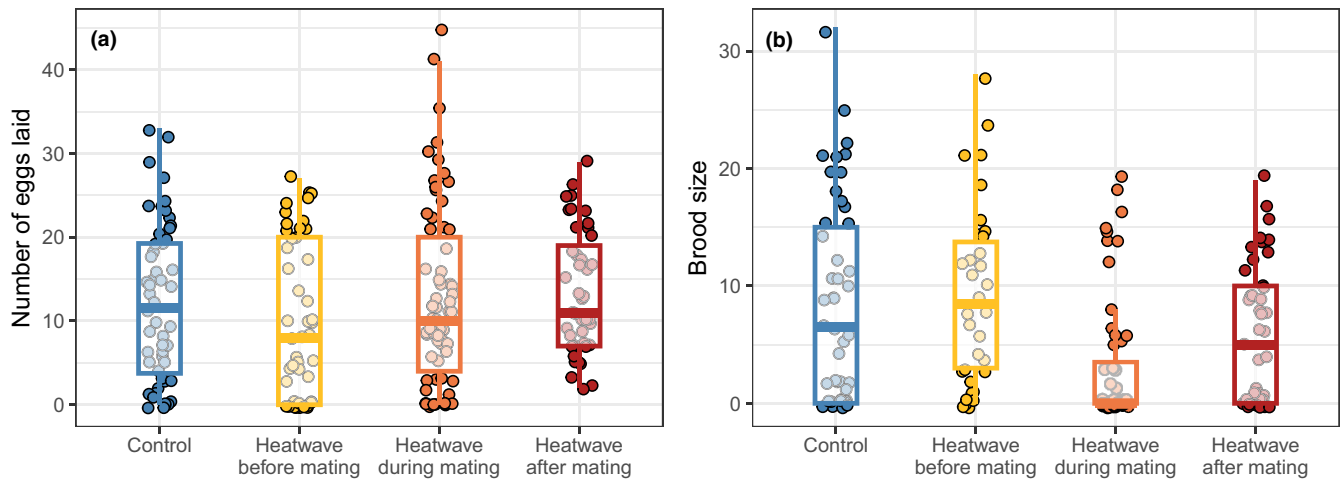 (a)
Number of eggs laid
40
30
20
10
0
Control
Heatwave
before mating
Heatwave
during mating
Heatwave
after mating
(b)
Brood size
30
20
10
0
Control
Heatwave
before mating
Heatwave
during mating
Heatwave
after mating